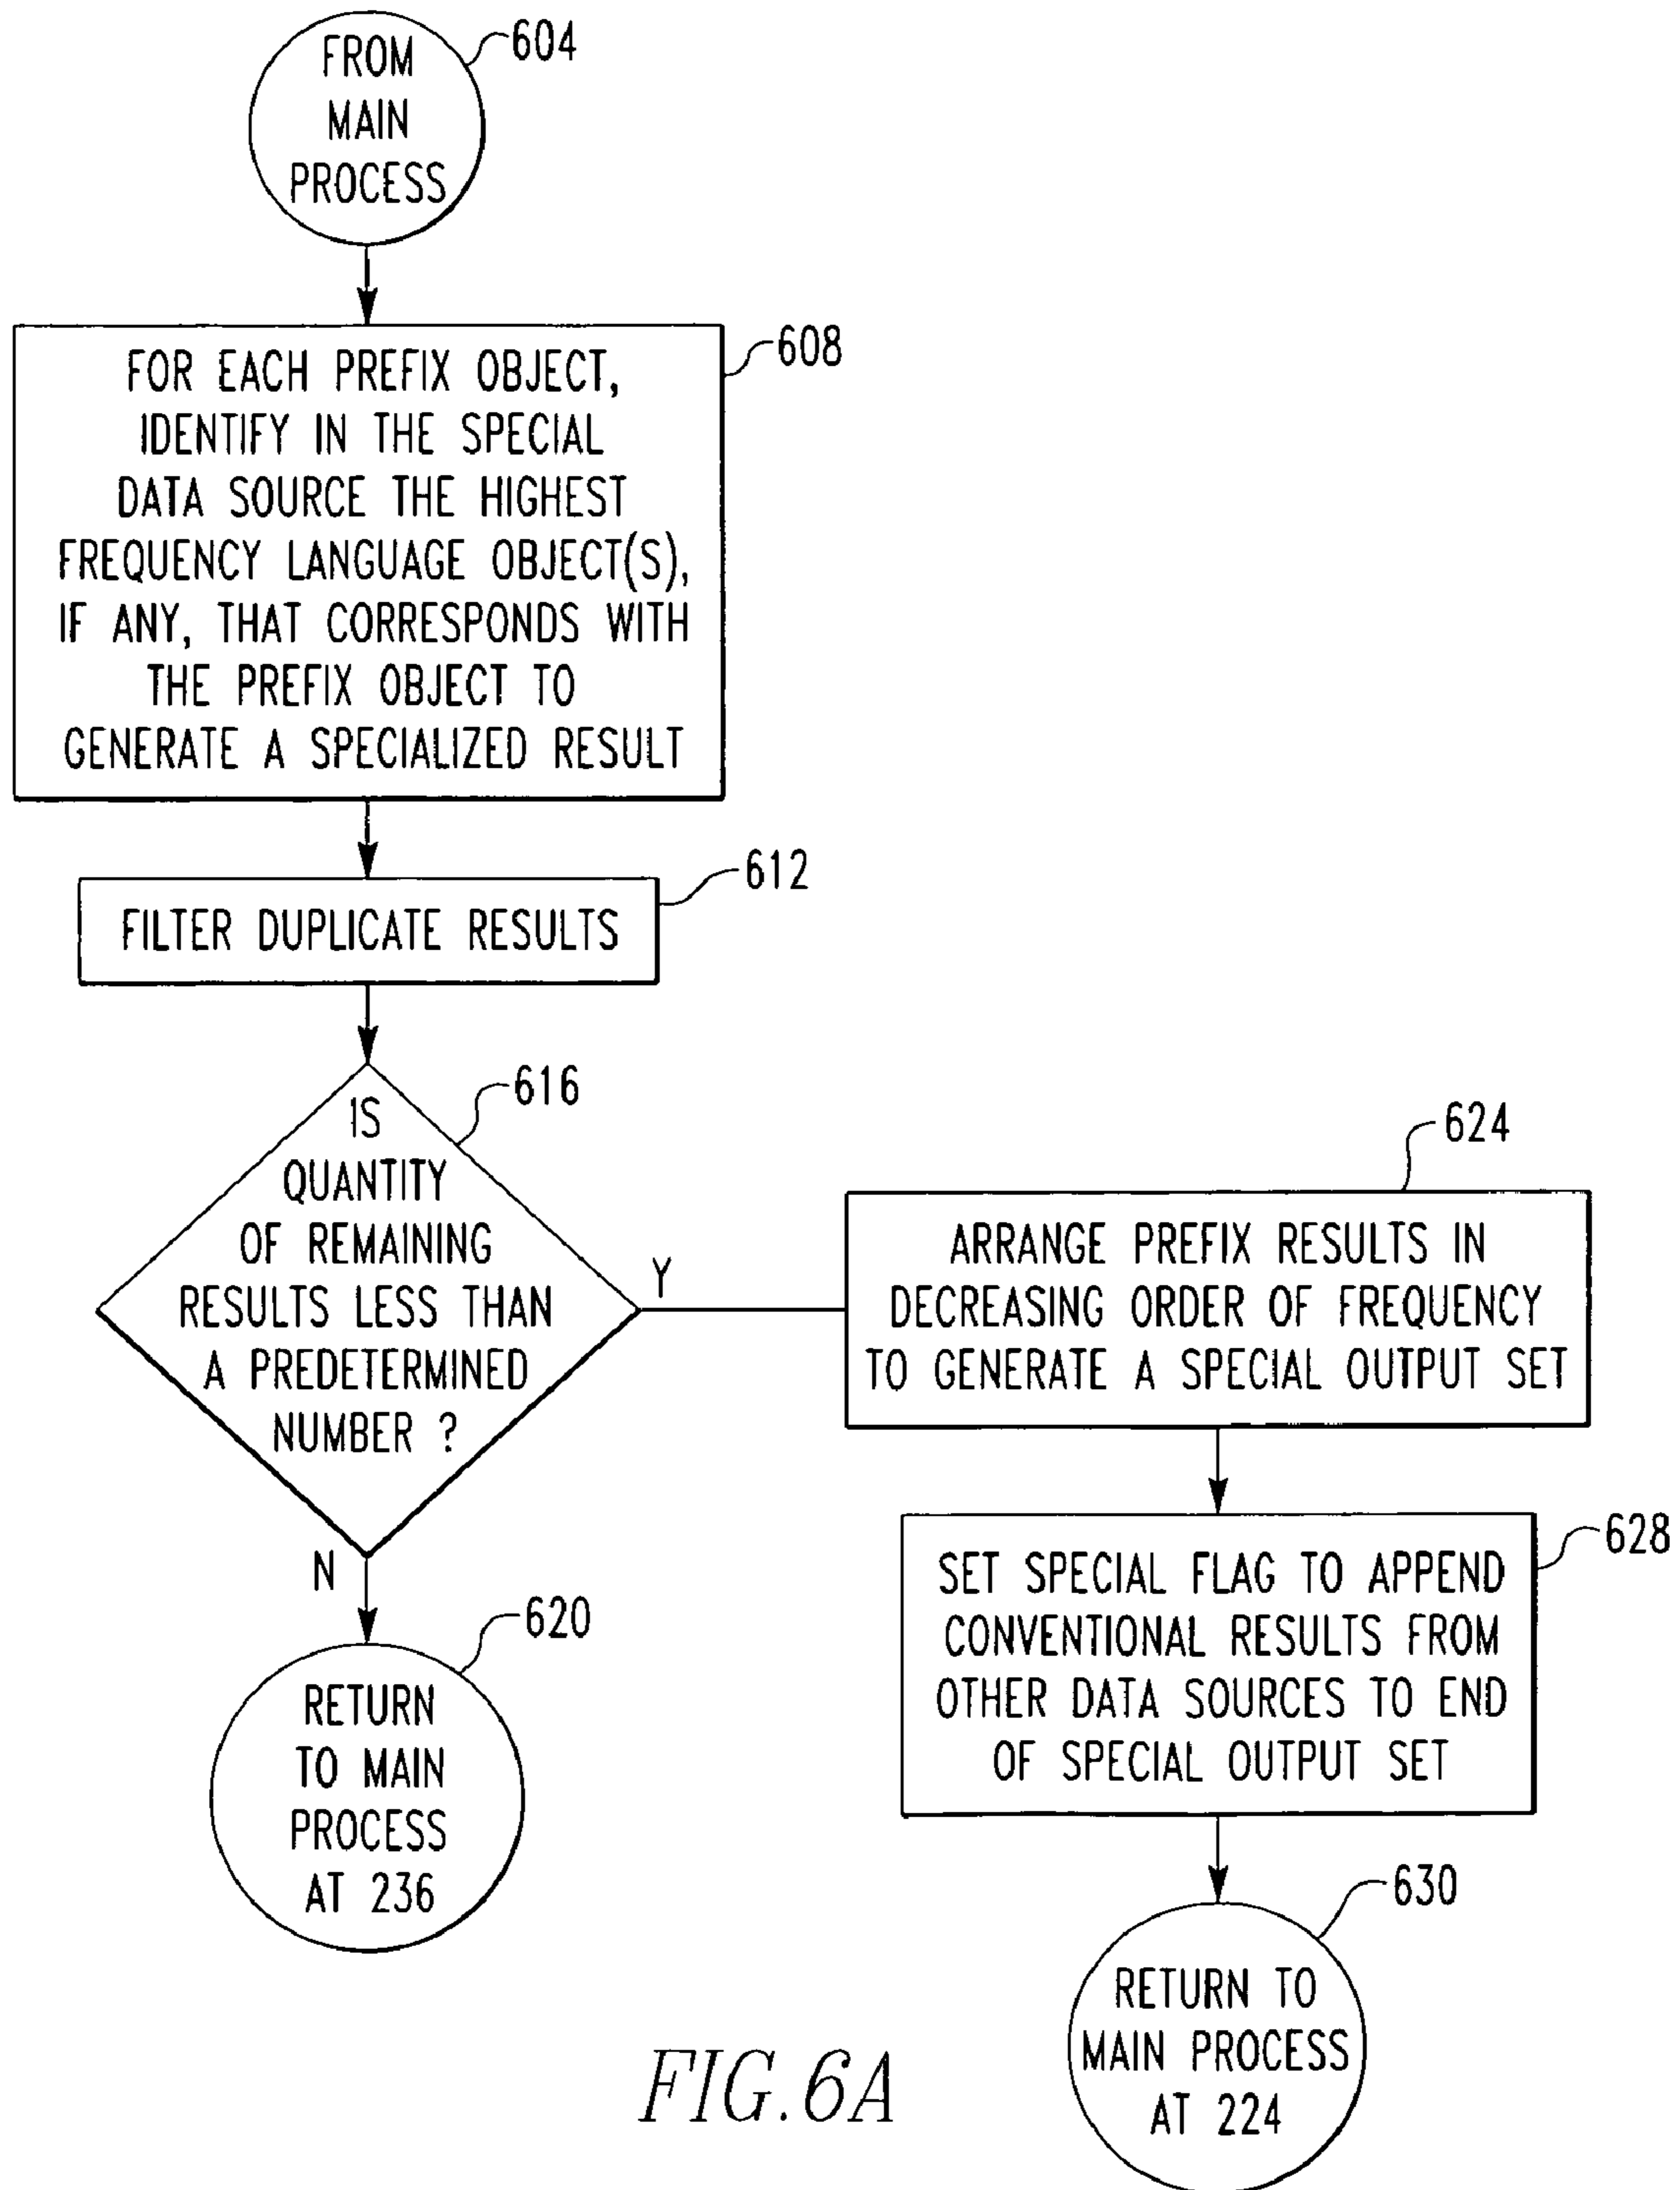 FROM
MAIN
PROCESS
604
FOR EACH PREFIX OBJECT,
IDENTIFY IN THE SPECIAL
DATA SOURCE THE HIGHEST
FREQUENCY LANGUAGE OBJECT(S),
IF ANY, THAT CORRESPONDS WITH
THE PREFIX OBJECT TO
GENERATE A SPECIALIZED RESULT
608
FILTER DUPLICATE RESULTS
612
IS
QUANTITY
OF REMAINING
RESULTS LESS THAN
A PREDETERMINED
NUMBER ?
616
Y
N
RETURN
TO MAIN
PROCESS
AT 236
620
ARRANGE PREFIX RESULTS IN
DECREASING ORDER OF FREQUENCY
TO GENERATE A SPECIAL OUTPUT SET
624
SET SPECIAL FLAG TO APPEND
CONVENTIONAL RESULTS FROM
OTHER DATA SOURCES TO END
OF SPECIAL OUTPUT SET
628
RETURN TO
MAIN PROCESS
AT 224
630
FIG.6A